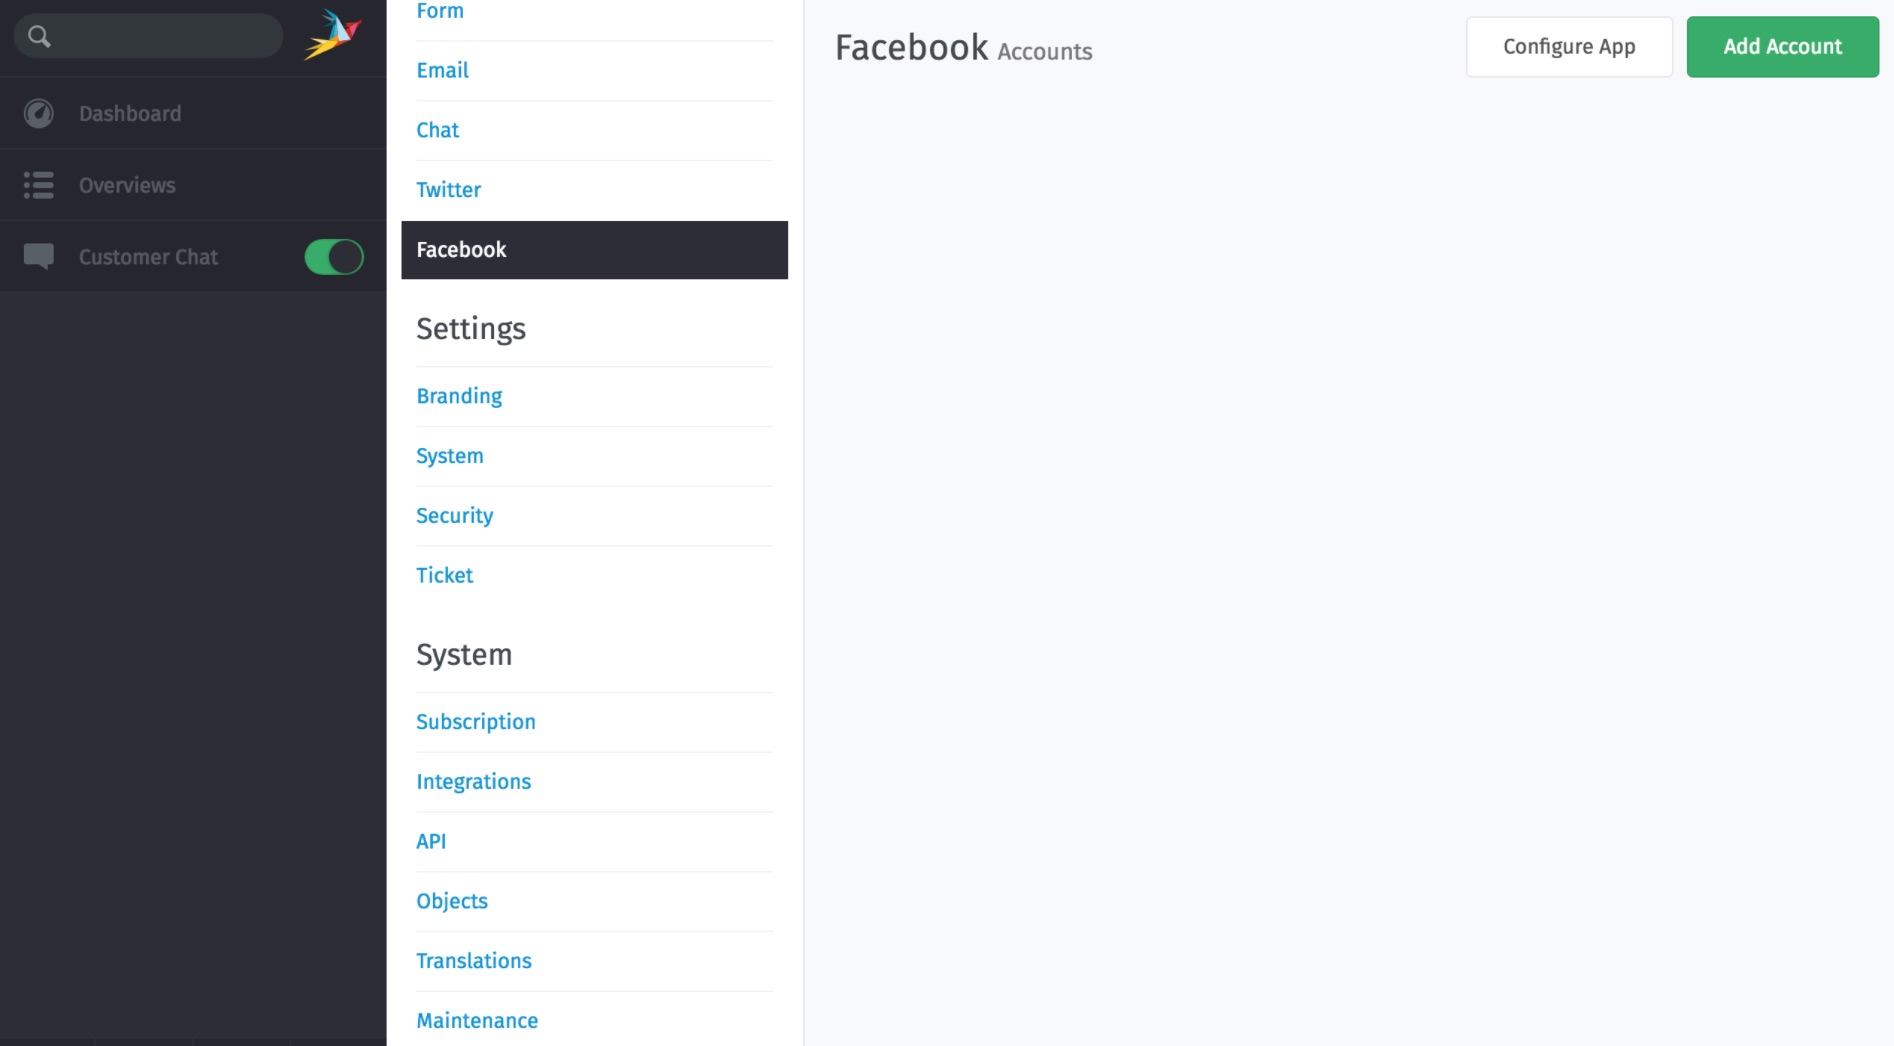 Dashboard
Overviews
Customer Chat
Form
Email
Chat
Twitter
Facebook
Settings
Branding
System
Security
Ticket
System
Subscription
Integrations
API
Objects
Translations
Maintenance
Facebook Accounts
Configure App
Add Account